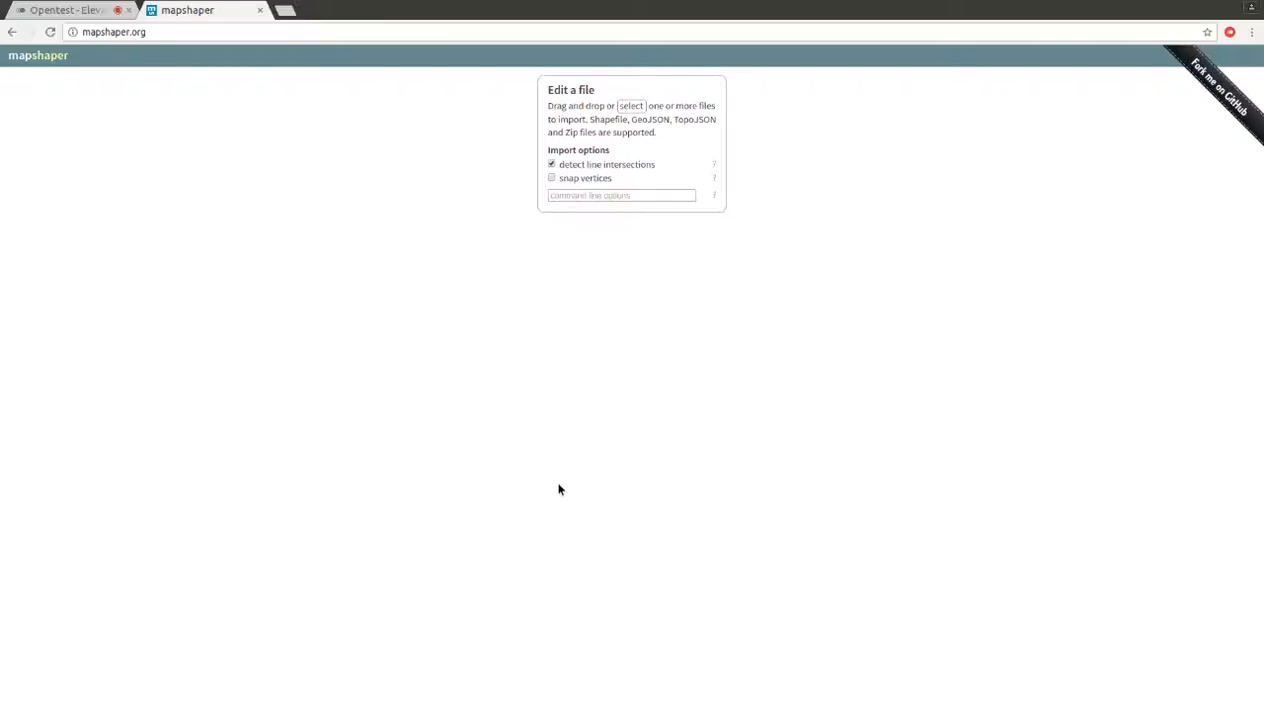 Opentest - Eleva
mapshaper
mapshaper.org
mapshaper
Fork me on GitHub
Edit a file
Drag and drop or select one or more files
to import. Shapefile, GeoJSON, TopoJSON
and Zip files are supported.
Import options
detect line intersections ?
snap vertices ?
command line options ?